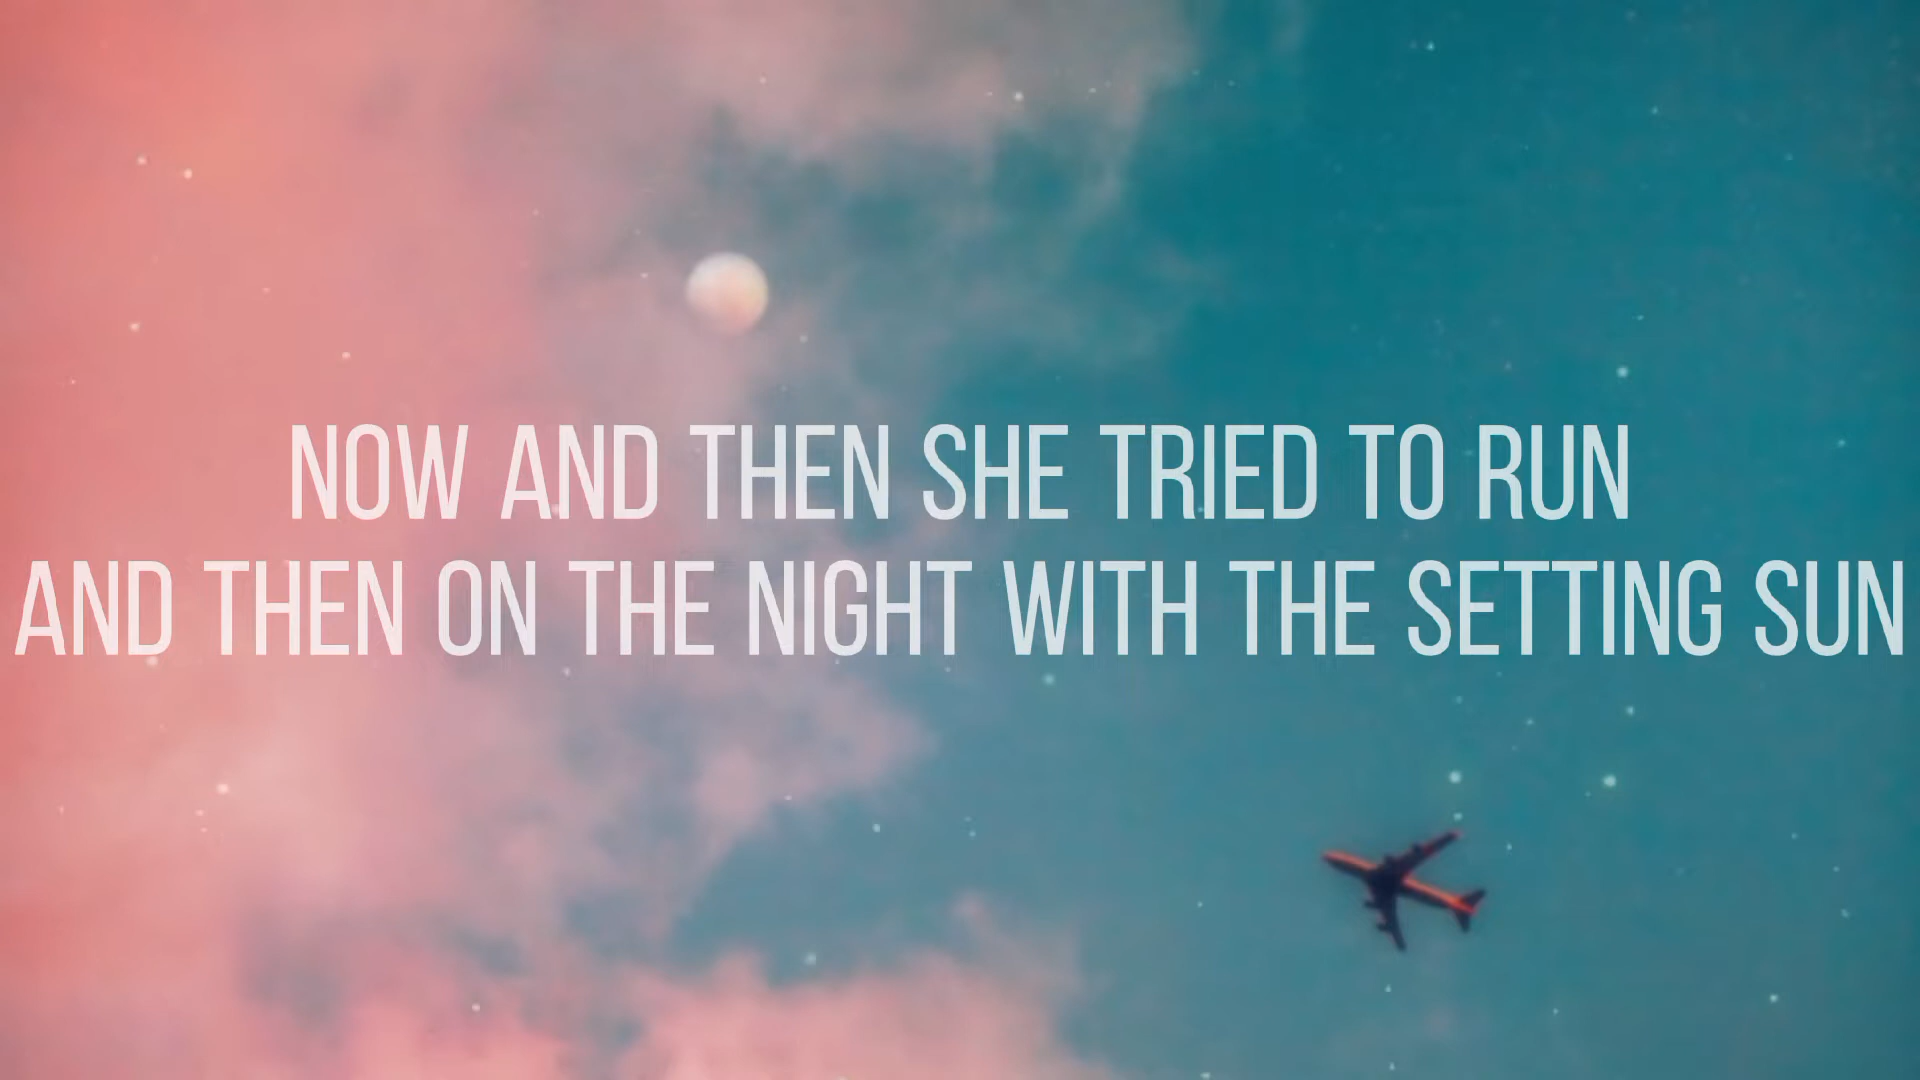 NOW AND THEN SHE TRIED TO RUN
AND THEN ON THE NIGHT WITH THE SETTING SUN